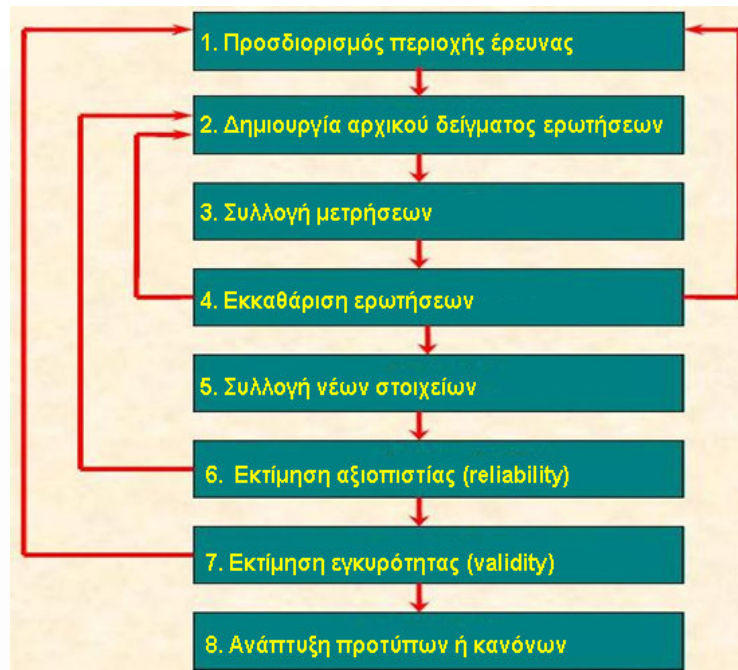 1. Προσδιορισμός περιοχής έρευνας
2. Δημιουργία αρχικού δείγματος ερωτήσεων
3. Συλλογή μετρήσεων
4. Εκκαθάριση ερωτήσεων
5. Συλλογή νέων στοιχείων
6. Εκτίμηση αξιοπιστίας (reliability)
7. Εκτίμηση εγκυρότητας (validity)
8. Ανάπτυξη προτύπων ή κανόνων